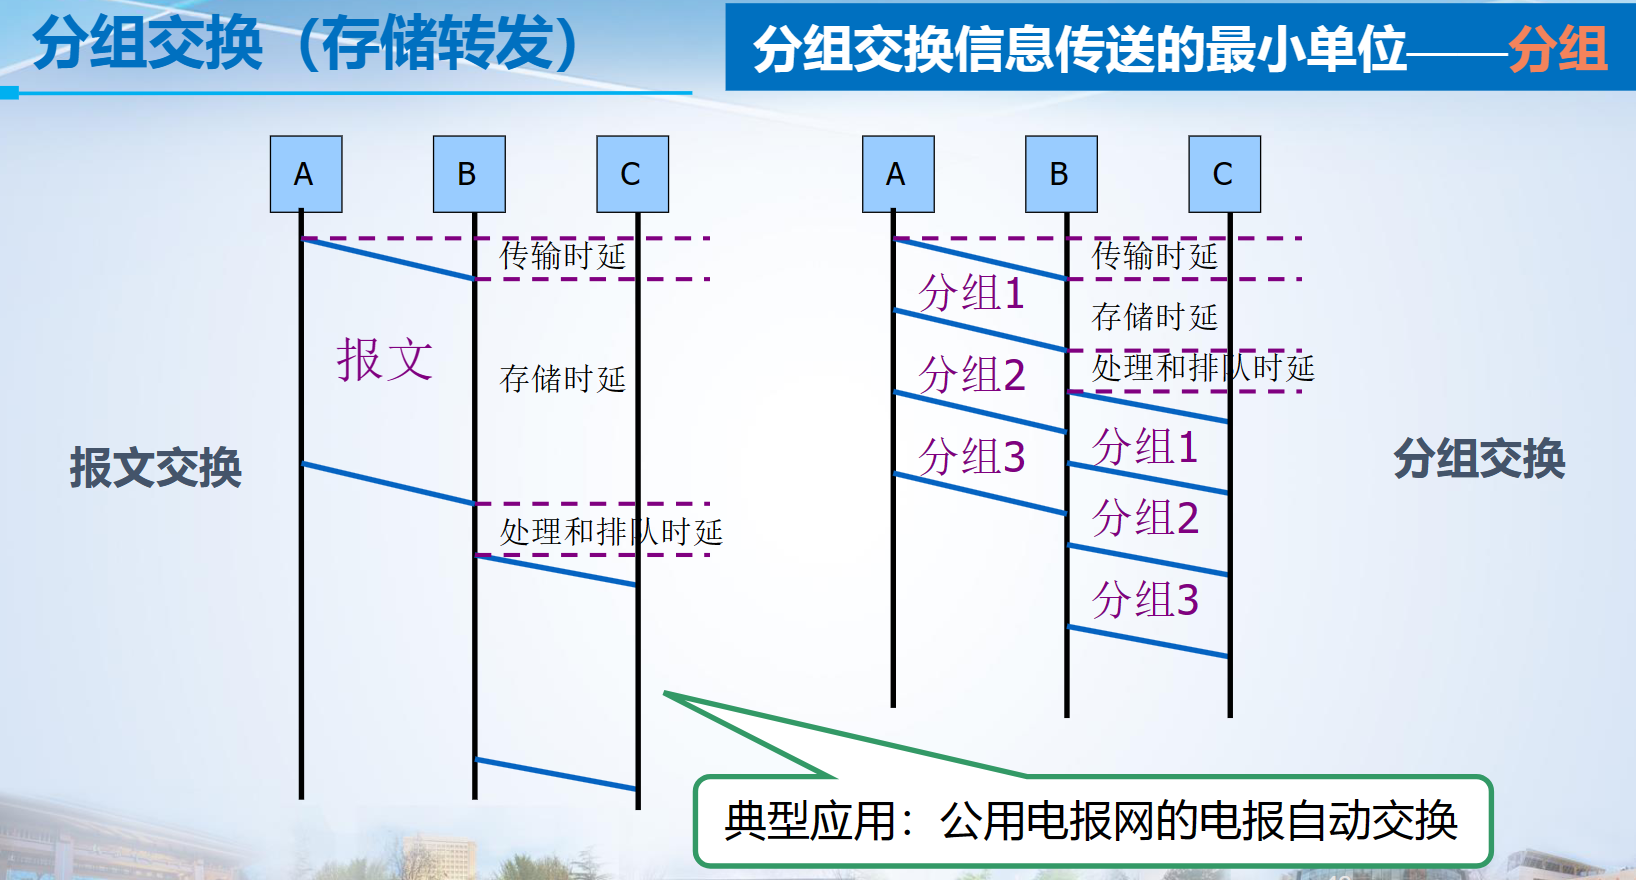 分组交换（存储转发）
分组交换信息传送的最小单位——分组
A
B
C
传输时延
报文
存储时延
报文交换
处理和排队时延
A
B
C
传输时延
分组1
存储时延
分组2
处理和排队时延
分组3
分组1
分组2
分组3
分组交换
典型应用：公用电报网的电报自动交换